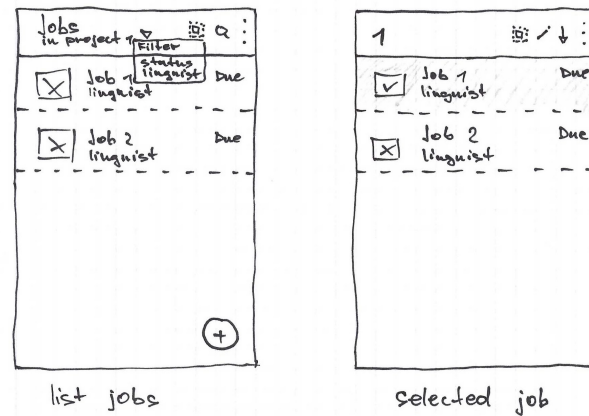 Jobs
in project 1
Filter
status
linguist
Job 1
linguist
Due
Job 2
linguist
Due
list jobs
1
Job 1
linguist
Due
Job 2
linguist
Due
selected job